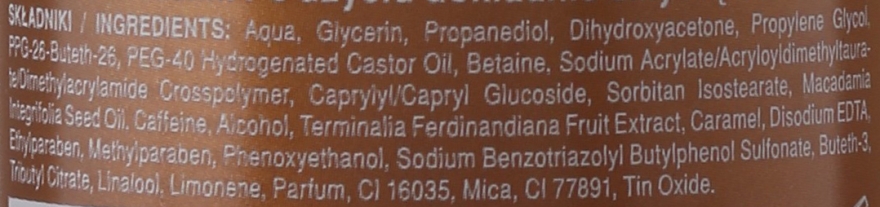 SKŁADNIKI / INGREDIENTS: Aqua, Glycerin, Propanediol, Dihydroxyacetone, Propylene Glycol,
PPG-26-Buteth-26, PEG-40 Hydrogenated Castor Oil, Betaine, Sodium Acrylate/Acryloyldimethyltaura-
te/Dimethylacrylamide Crosspolymer, Caprylyl/Capryl Glucoside, Sorbitan Isostearate, Macadamia
Integrifolia Seed Oil, Caffeine, Alcohol, Terminalia Ferdinandiana Fruit Extract, Caramel, Disodium EDTA,
Ethylparaben, Methylparaben, Phenoxyethanol, Sodium Benzotriazolyl Butylphenol Sulfonate, Buteth-3,
Tributyl Citrate, Linalool, Limonene, Parfum, CI 16035, Mica, CI 77891, Tin Oxide.